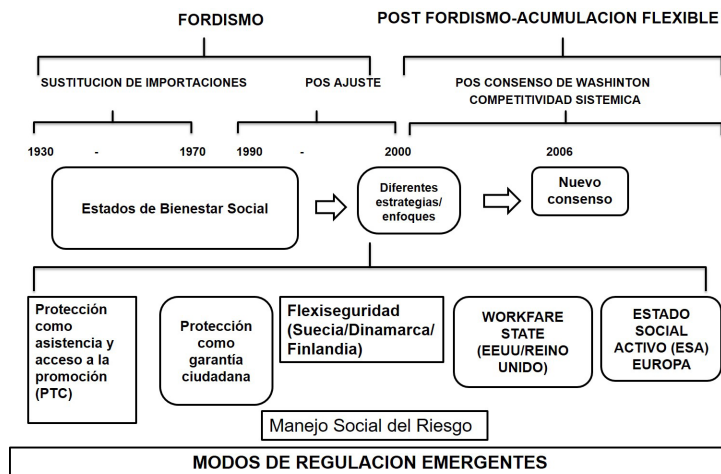 FORDISMO
POST FORDISMO-ACUMULACION FLEXIBLE
SUSTITUCION DE IMPORTACIONES
POS AJUSTE
POS CONSENSO DE WASHINTON
COMPETITIVIDAD SISTEMICA
1930 - 1970 1990 - 2000 2006
Estados de Bienestar Social
Diferentes
estrategias/
enfoques
Nuevo
consenso
Protección
como
asistencia y
acceso a la
promoción
(PTC)
Protección
como
garantía
ciudadana
Flexiseguridad
(Suecia/Dinamarca/
Finlandia)
WORKFARE
STATE
(EEUU/REINO
UNIDO)
ESTADO
SOCIAL
ACTIVO (ESA)
EUROPA
Manejo Social del Riesgo
MODOS DE REGULACION EMERGENTES